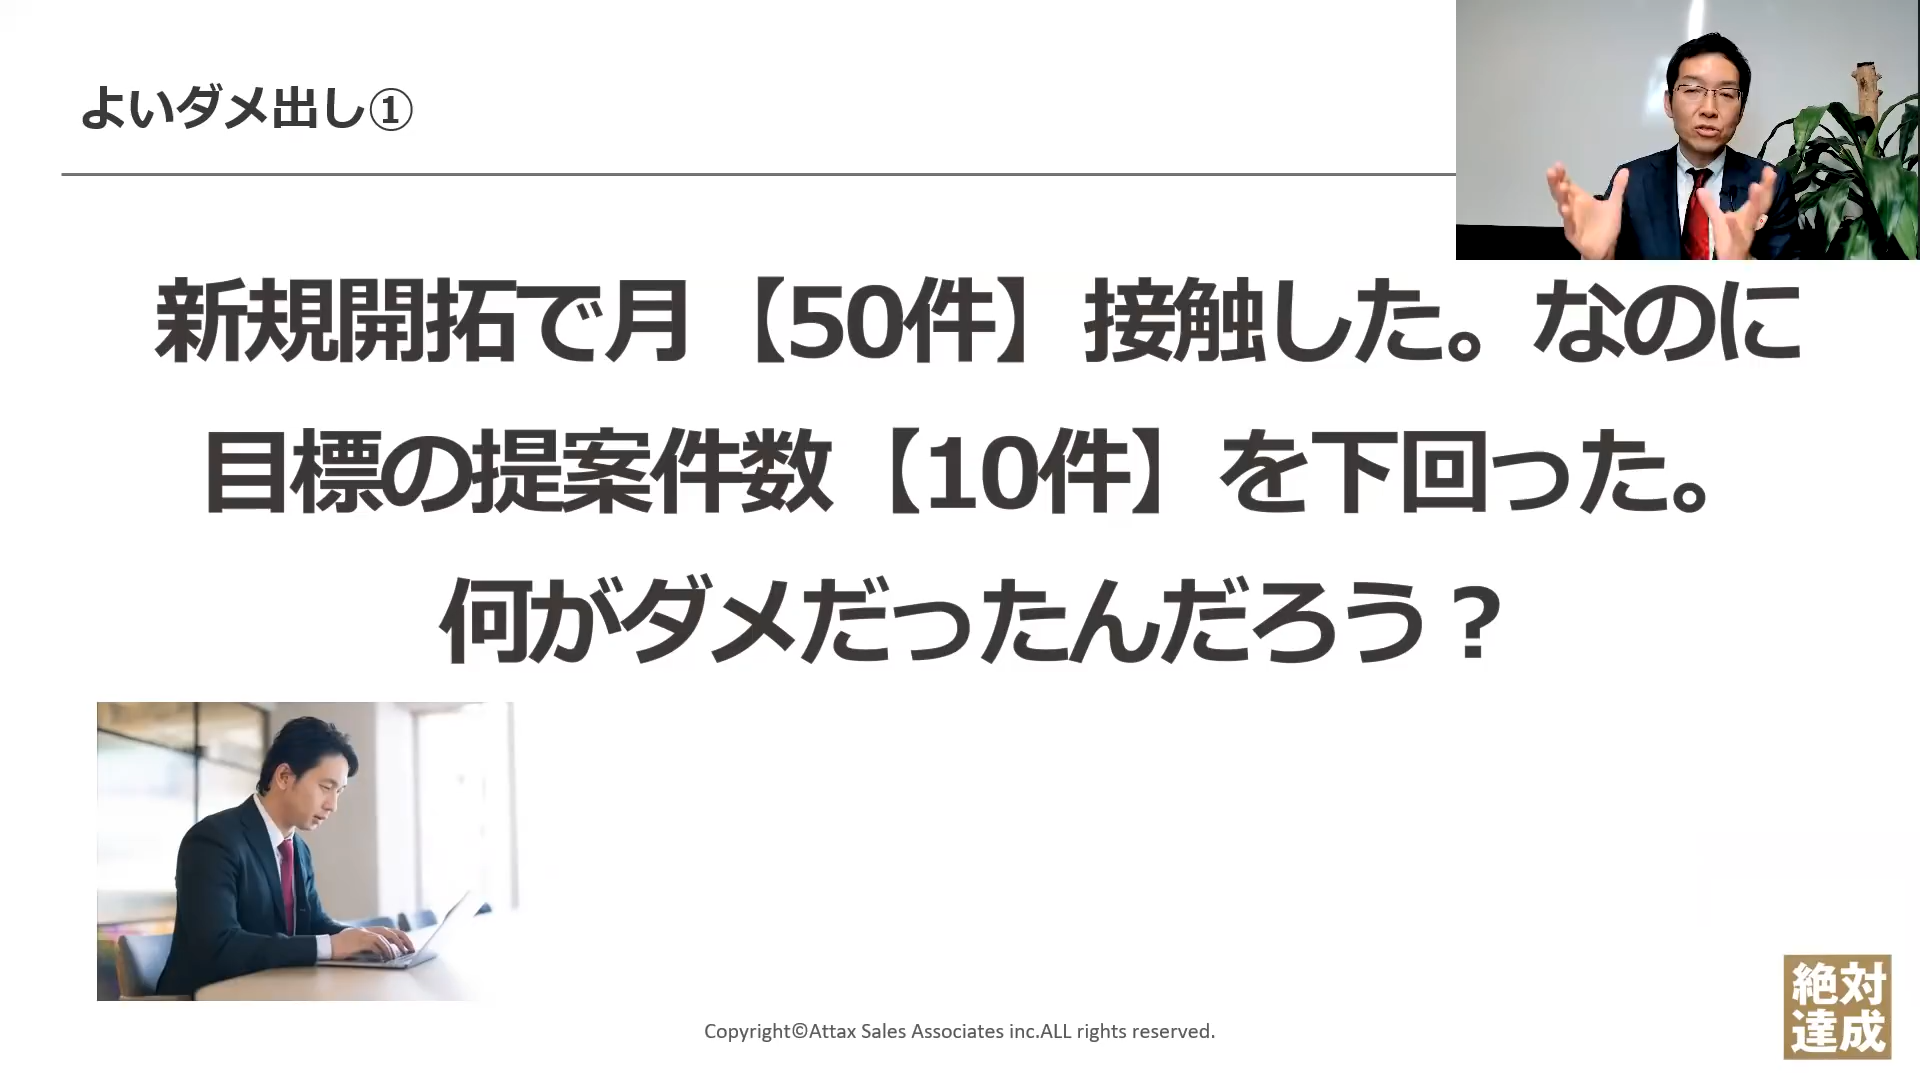 よいダメ出し①
新規開拓で月【50件】接触した。なのに
目標の提案件数【10件】を下回った。
何がダメだったんだろう？
絶対
達成
Copyright©Attax Sales Associates inc.ALL rights reserved.